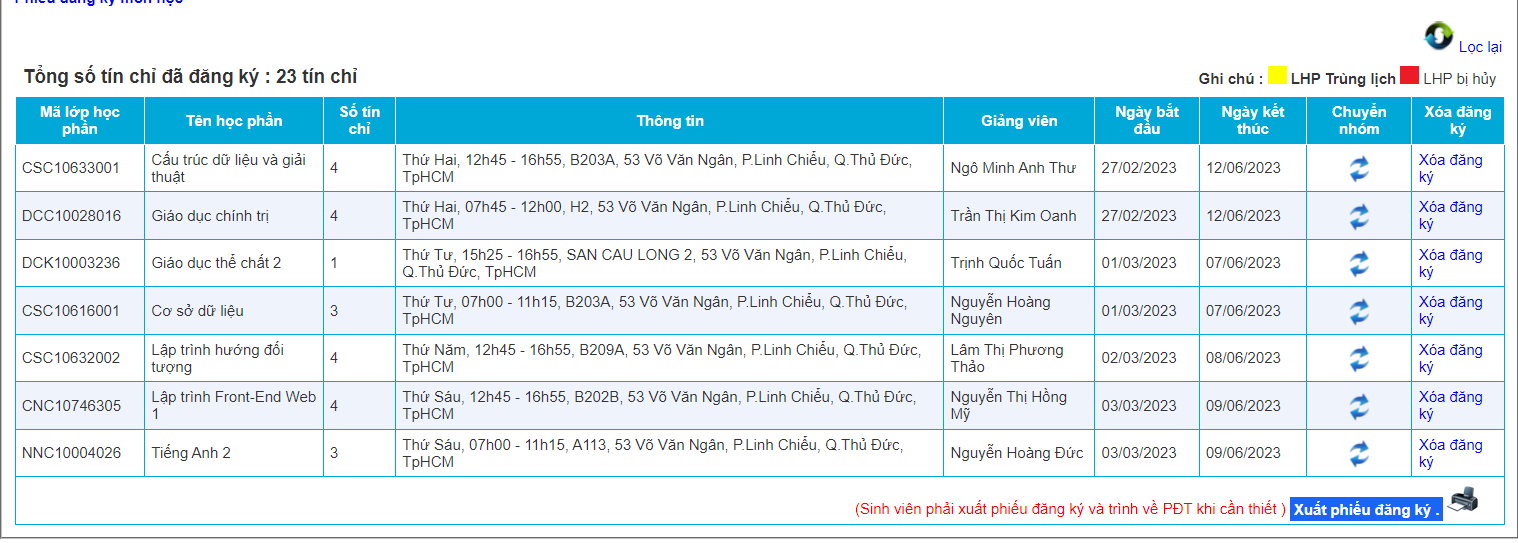 Phiếu đăng ký môn học
Lọc lại
Tổng số tín chỉ đã đăng ký : 23 tín chỉ
Ghi chú : LHP Trùng lịch LHP bị hủy
Mã lớp học phần Tên học phần Số tín chỉ Thông tin Giảng viên Ngày bắt đầu Ngày kết thúc Chuyển nhóm Xóa đăng ký
CSC10633001 Cấu trúc dữ liệu và giải thuật 4 Thứ Hai, 12h45 - 16h55, B203A, 53 Võ Văn Ngân, P.Linh Chiểu, Q.Thủ Đức, TpHCM Ngô Minh Anh Thư 27/02/2023 12/06/2023 Xóa đăng ký
DCC10028016 Giáo dục chính trị 4 Thứ Hai, 07h45 - 12h00, H2, 53 Võ Văn Ngân, P.Linh Chiểu, Q.Thủ Đức, TpHCM Trần Thị Kim Oanh 27/02/2023 12/06/2023 Xóa đăng ký
DCK10003236 Giáo dục thể chất 2 1 Thứ Tư, 15h25 - 16h55, SAN CAU LONG 2, 53 Võ Văn Ngân, P.Linh Chiểu, Q.Thủ Đức, TpHCM Trịnh Quốc Tuấn 01/03/2023 07/06/2023 Xóa đăng ký
CSC10616001 Cơ sở dữ liệu 3 Thứ Tư, 07h00 - 11h15, B203A, 53 Võ Văn Ngân, P.Linh Chiểu, Q.Thủ Đức, TpHCM Nguyễn Hoàng Nguyên 01/03/2023 07/06/2023 Xóa đăng ký
CSC10632002 Lập trình hướng đối tượng 4 Thứ Năm, 12h45 - 16h55, B209A, 53 Võ Văn Ngân, P.Linh Chiểu, Q.Thủ Đức, TpHCM Lâm Thị Phương Thảo 02/03/2023 08/06/2023 Xóa đăng ký
CNC10746305 Lập trình Front-End Web 1 4 Thứ Sáu, 12h45 - 16h55, B202B, 53 Võ Văn Ngân, P.Linh Chiểu, Q.Thủ Đức, TpHCM Nguyễn Thị Hồng Mỹ 03/03/2023 09/06/2023 Xóa đăng ký
NNC10004026 Tiếng Anh 2 3 Thứ Sáu, 07h00 - 11h15, A113, 53 Võ Văn Ngân, P.Linh Chiểu, Q.Thủ Đức, TpHCM Nguyễn Hoàng Đức 03/03/2023 09/06/2023 Xóa đăng ký
(Sinh viên phải xuất phiếu đăng ký và trình về PĐT khi cần thiết ) Xuất phiếu đăng ký .